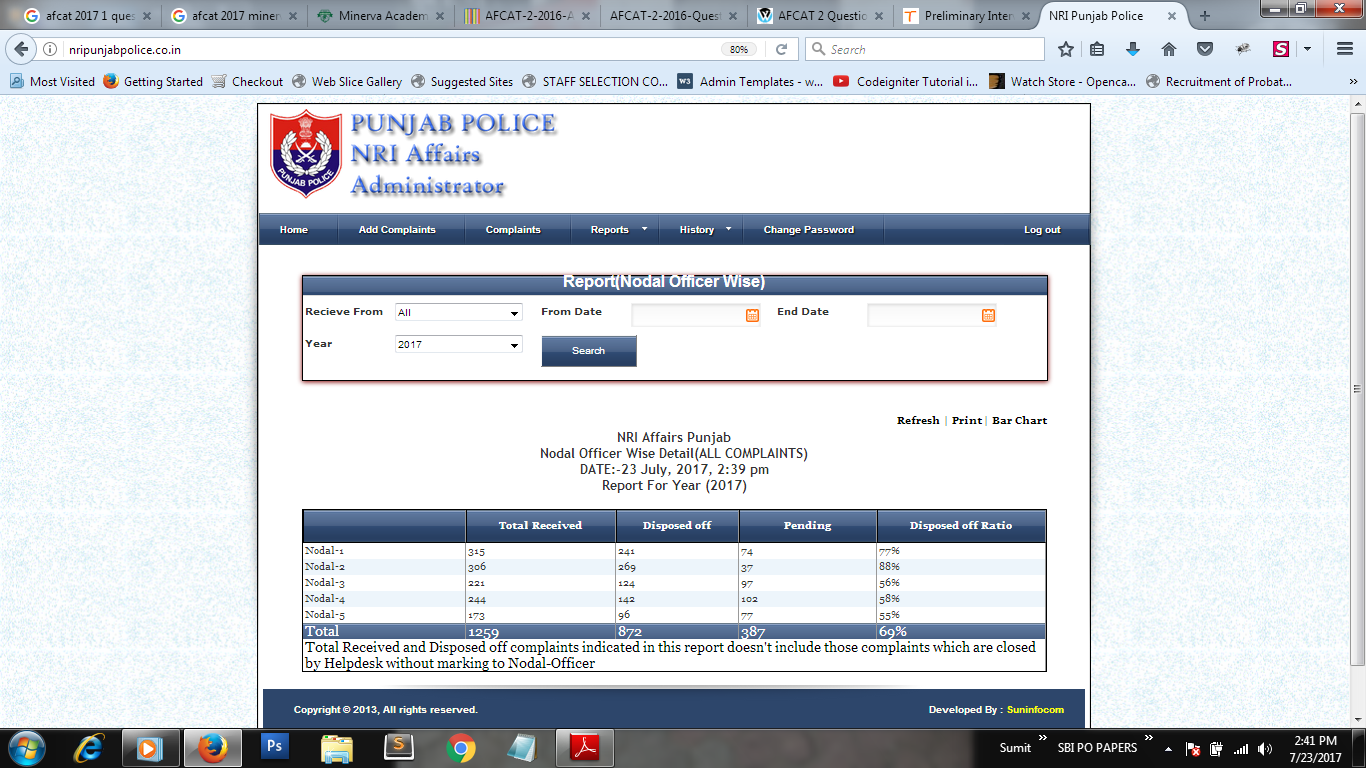 afcat 2017 1 ques
afcat 2017 miner
Minerva Academ
AFCAT-2-2016-A
AFCAT-2-2016-Quest
AFCAT 2 Questic
Preliminary Inter
NRI Punjab Police
nripunjabpolice.co.in
80%
Search
Most Visited
Getting Started
Checkout
Web Slice Gallery
Suggested Sites
STAFF SELECTION CO...
W3
Admin Templates - w...
Codeigniter Tutorial i...
Watch Store - Openca...
Recruitment of Probat...
PUNJAB POLICE
PUNJAB POLICE
NRI Affairs
Administrator
Home
Add Complaints
Complaints
Reports
History
Change Password
Log out
Report(Nodal Officer Wise)
Recieve From All From Date End Date
Year 2017 Search
Refresh | Print | Bar Chart
NRI Affairs Punjab
Nodal Officer Wise Detail(ALL COMPLAINTS)
DATE:-23 July, 2017, 2:39 pm
Report For Year (2017)
Total Received Disposed off Pending Disposed off Ratio
Nodal-1 315 241 74 77%
Nodal-2 306 269 37 88%
Nodal-3 221 124 97 56%
Nodal-4 244 142 102 58%
Nodal-5 173 96 77 55%
Total 1259 872 387 69%
Total Received and Disposed off complaints indicated in this report doesn't include those complaints which are closed
by Helpdesk without marking to Nodal-Officer
Copyright © 2013, All rights reserved.
Developed By : Suninfocom
Ps
Sumit
SBI PO PAPERS
2:41 PM
7/23/2017